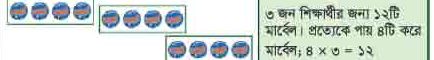 ৩ জন শিক্ষার্থীর জন্য ১২টি
মার্বেল। প্রত্যেকে পায় ৪টি করে
মার্বেল; ৪ × ৩ = ১২